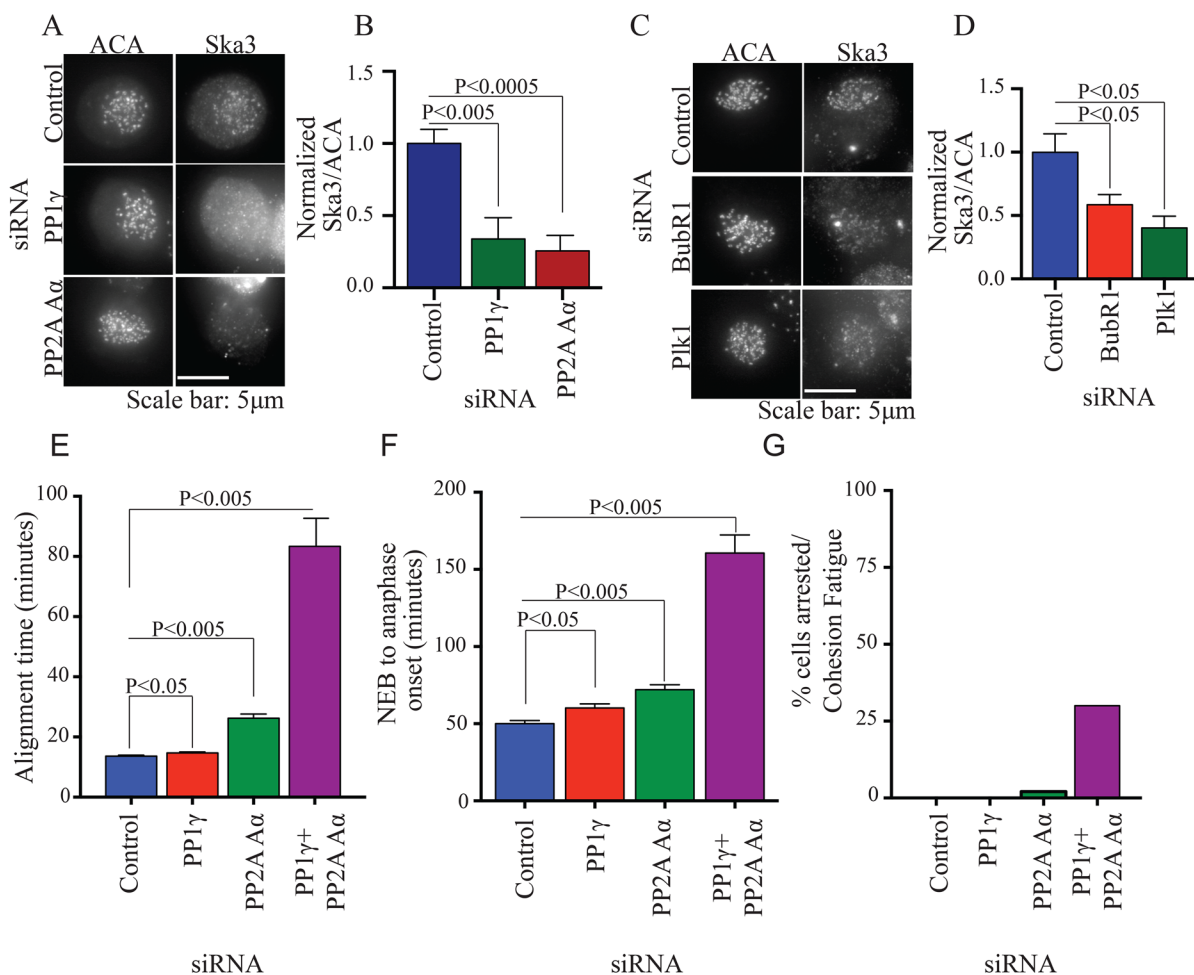 A
ACA Ska3
siRNA
Control
PP1γ
PP2A Aα
Scale bar: 5μm
B
Normalized
Ska3/ACA
1.5
1.0
0.5
0.0
P<0.0005
P<0.005
Control
PP1γ
PP2A Aα
siRNA
C
ACA Ska3
siRNA
Control
BubR1
Plk1
Scale bar: 5μm
D
Normalized
Ska3/ACA
1.5
1.0
0.5
0.0
P<0.05
P<0.05
Control
BubR1
Plk1
siRNA
E
Alignment time (minutes)
100
80
60
40
20
0
P<0.005
P<0.005
P<0.05
Control
PP1γ
PP2A Aα
PP1γ+
PP2A Aα
siRNA
F
NEB to anaphase
onset (minutes)
200
150
100
50
0
P<0.005
P<0.005
P<0.05
Control
PP1γ
PP2A Aα
PP1γ+
PP2A Aα
siRNA
G
% cells arrested/
Cohesion Fatigue
100
75
50
25
0
Control
PP1γ
PP2A Aα
PP1γ+
PP2A Aα
siRNA